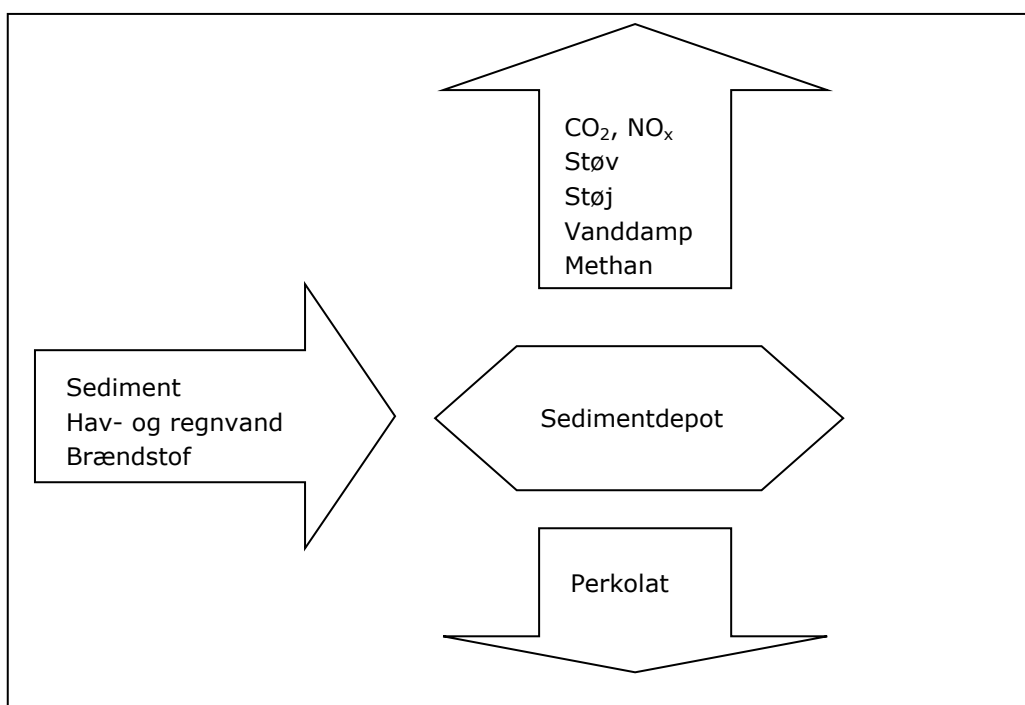 CO₂, NOₓ
Støv
Støj
Vanddamp
Methan
Sediment
Hav- og regnvand
Brændstof
Sedimentdepot
Perkolat